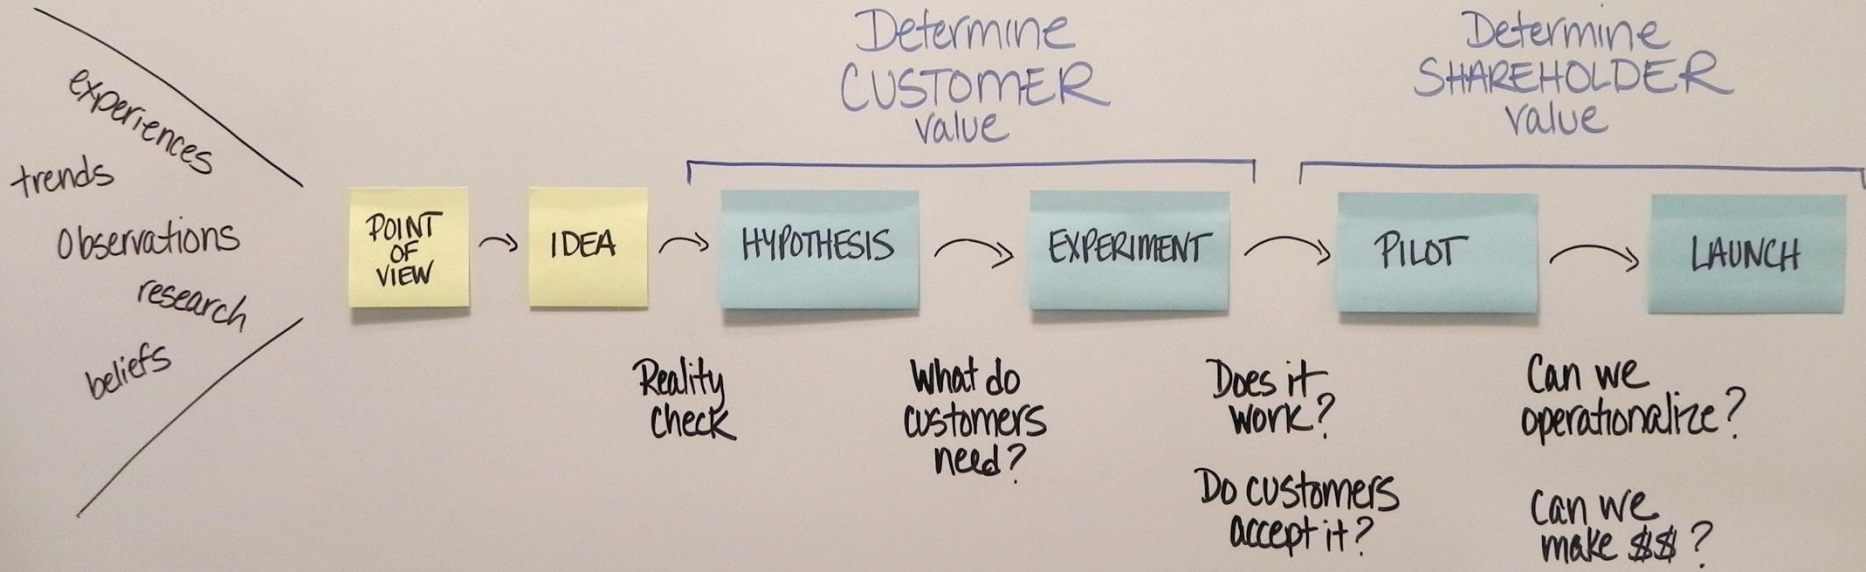 Determine
CUSTOMER
value
Determine
SHAREHOLDER
value
experiences
trends
Observations
research
beliefs
POINT
OF
VIEW
IDEA
HYPOTHESIS
EXPERIMENT
PILOT
LAUNCH
Reality
check
What do
customers
need?
Does it
work?
Do customers
accept it?
Can we
operationalize?
Can we
make $$?